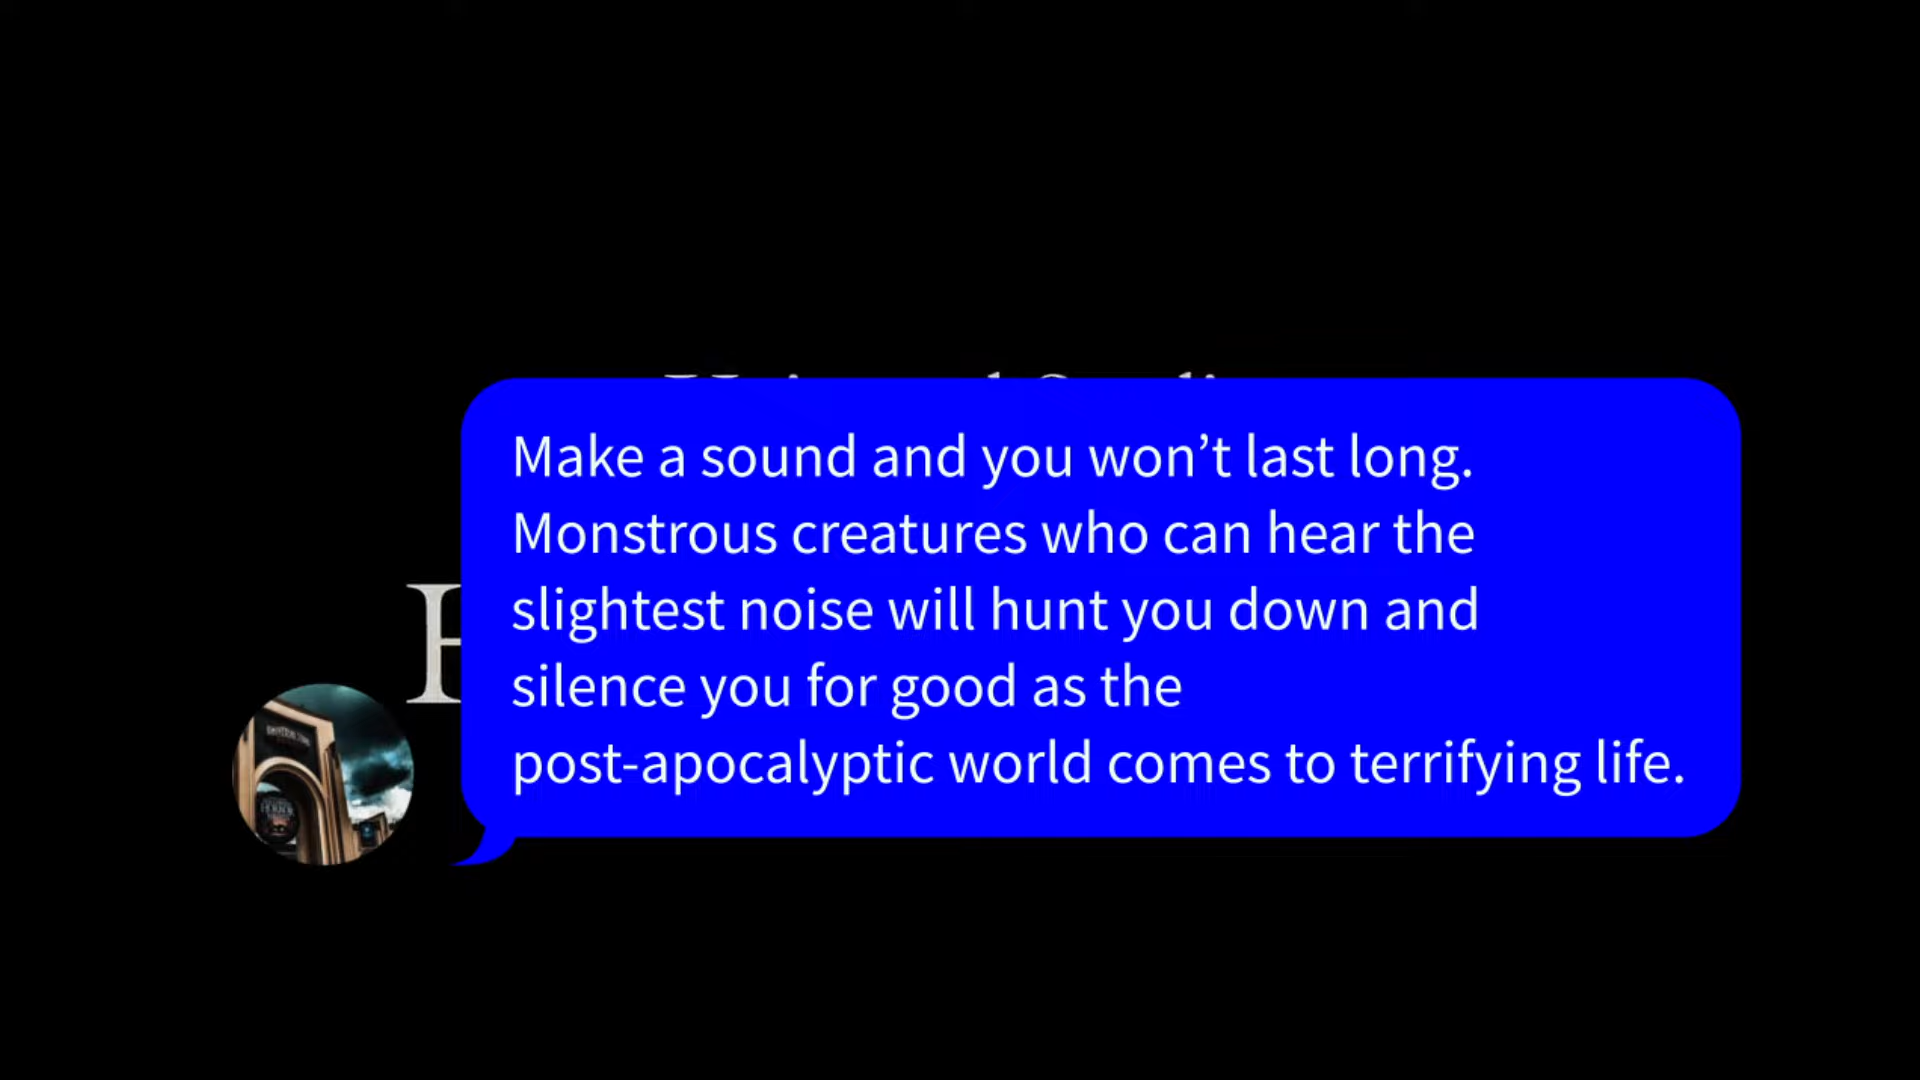 Make a sound and you won’t last long.
Monstrous creatures who can hear the
slightest noise will hunt you down and
silence you for good as the
post-apocalyptic world comes to terrifying life.